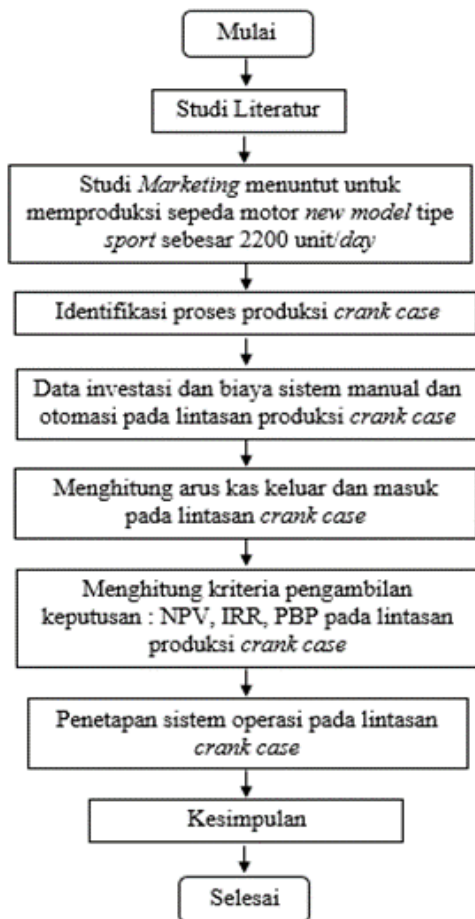 Mulai
Studi Literatur
Studi Marketing menuntut untuk
memproduksi sepeda motor new model tipe
sport sebesar 2200 unit/day
Identifikasi proses produksi crank case
Data investasi dan biaya sistem manual dan
otomasi pada lintasan produksi crank case
Menghitung arus kas keluar dan masuk
pada lintasan crank case
Menghitung kriteria pengambilan
keputusan : NPV, IRR, PBP pada lintasan
produksi crank case
Penetapan sistem operasi pada lintasan
crank case
Kesimpulan
Selesai